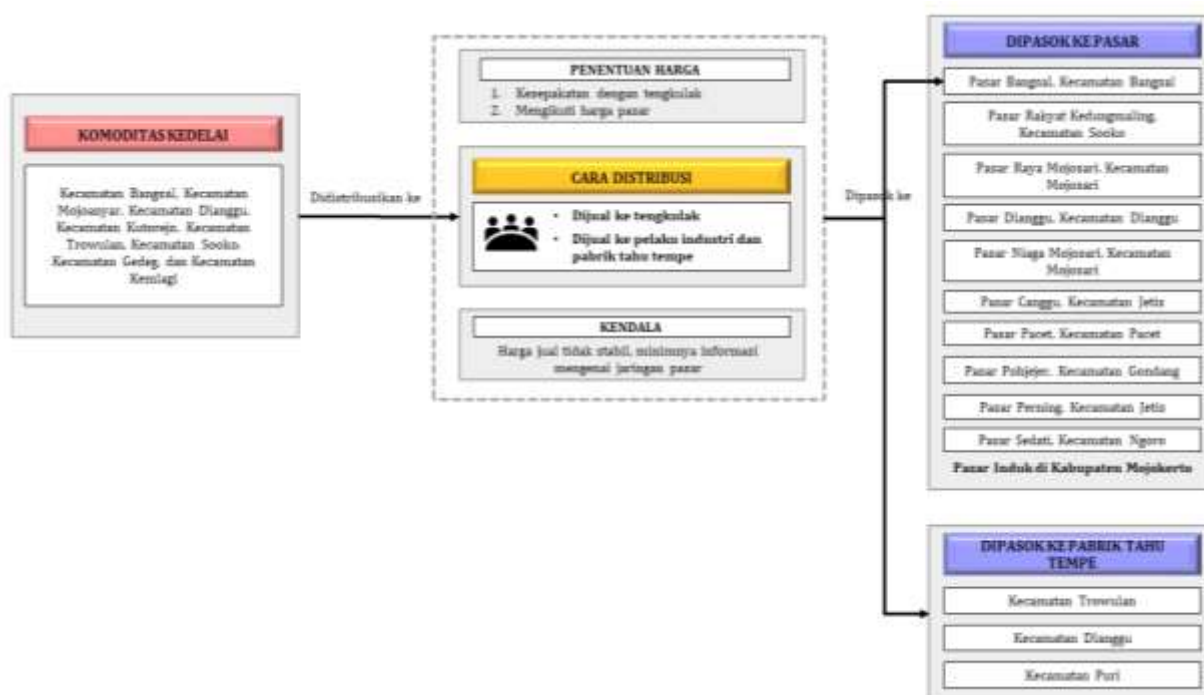 KOMODITAS KEDELAI
Kecamatan Bangsal, Kecamatan
Mojoanyar, Kecamatan Dlanggu,
Kecamatan Kutorejo, Kecamatan
Trowulan, Kecamatan Sooko,
Kecamatan Gedeg, dan Kecamatan
Kemlagi
Didistribusikan ke
PENENTUAN HARGA
1. Kesepakatan dengan tengkulak
2. Mengikuti harga pasar
CARA DISTRIBUSI
• Dijual ke tengkulak
• Dijual ke pelaku industri dan
pabrik tahu tempe
KENDALA
Harga jual tidak stabil, minimnya informasi
mengenai jaringan pasar
Dipasok ke
DIPASOK KE PASAR
Pasar Bangsal, Kecamatan Bangsal
Pasar Rakyat Kedungmaling,
Kecamatan Sooko
Pasar Raya Mojosari, Kecamatan
Mojosari
Pasar Dlanggu, Kecamatan Dlanggu
Pasar Niaga Mojosari, Kecamatan
Mojosari
Pasar Canggu, Kecamatan Jetis
Pasar Pacet, Kecamatan Pacet
Pasar Pohjejer, Kecamatan Gondang
Pasar Perning, Kecamatan Jetis
Pasar Sedati, Kecamatan Ngoro
Pasar Induk di Kabupaten Mojokerto
DIPASOK KE PABRIK TAHU
TEMPE
Kecamatan Trowulan
Kecamatan Dlanggu
Kecamatan Puri